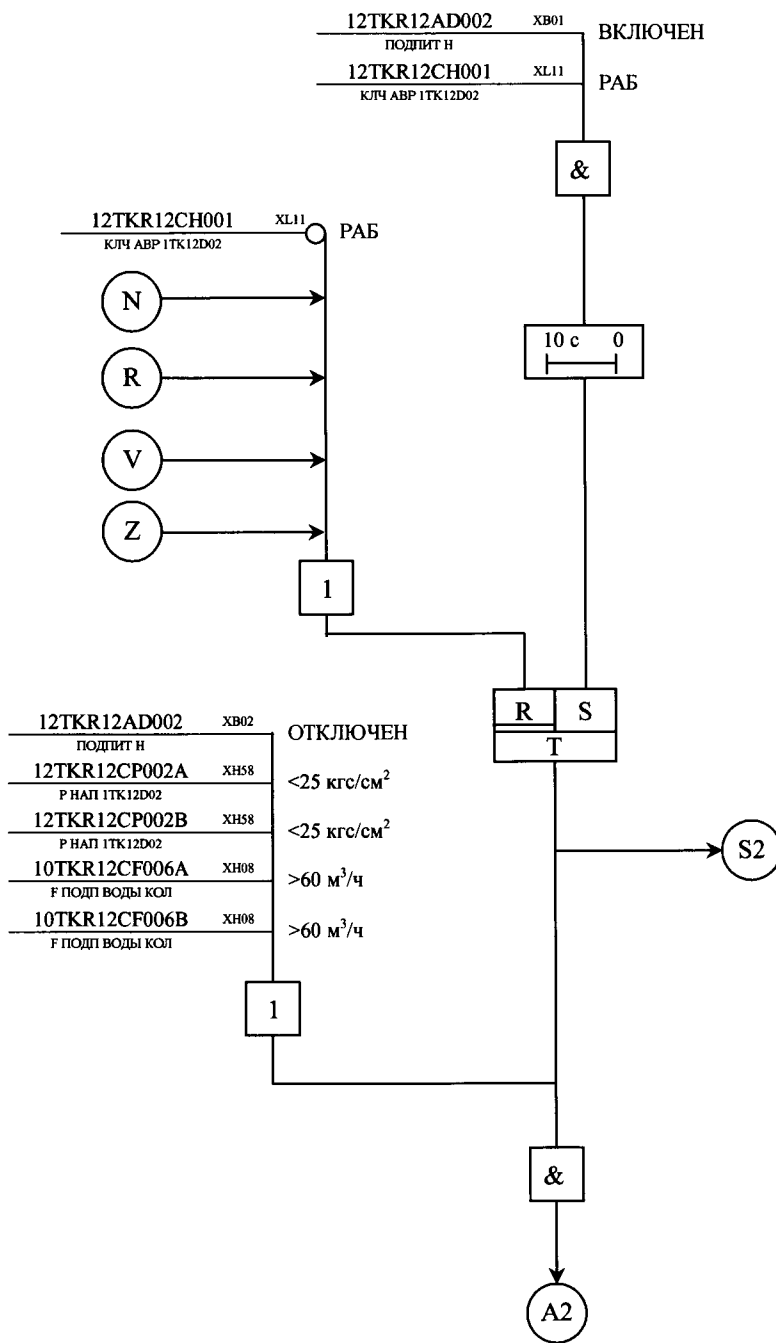 12TKR12AD002 XB01 ВКЛЮЧЕН
ПОДПИТ Н
12TKR12CH001 XL11 РАБ
КЛЧ АВР 1TK12D02
&
12TKR12CH001 XL11 РАБ
КЛЧ АВР 1TK12D02
N
10 с 0
R
V
Z
1
R S
T
12TKR12AD002 XB02 ОТКЛЮЧЕН
ПОДПИТ Н
12TKR12CP002A XH58 <25 кгс/см²
Р НАП 1TK12D02
12TKR12CP002B XH58 <25 кгс/см²
Р НАП 1TK12D02
S2
10TKR12CF006A XH08 >60 м³/ч
F ПОДП ВОДЫ КОЛ
10TKR12CF006B XH08 >60 м³/ч
F ПОДП ВОДЫ КОЛ
1
&
A2